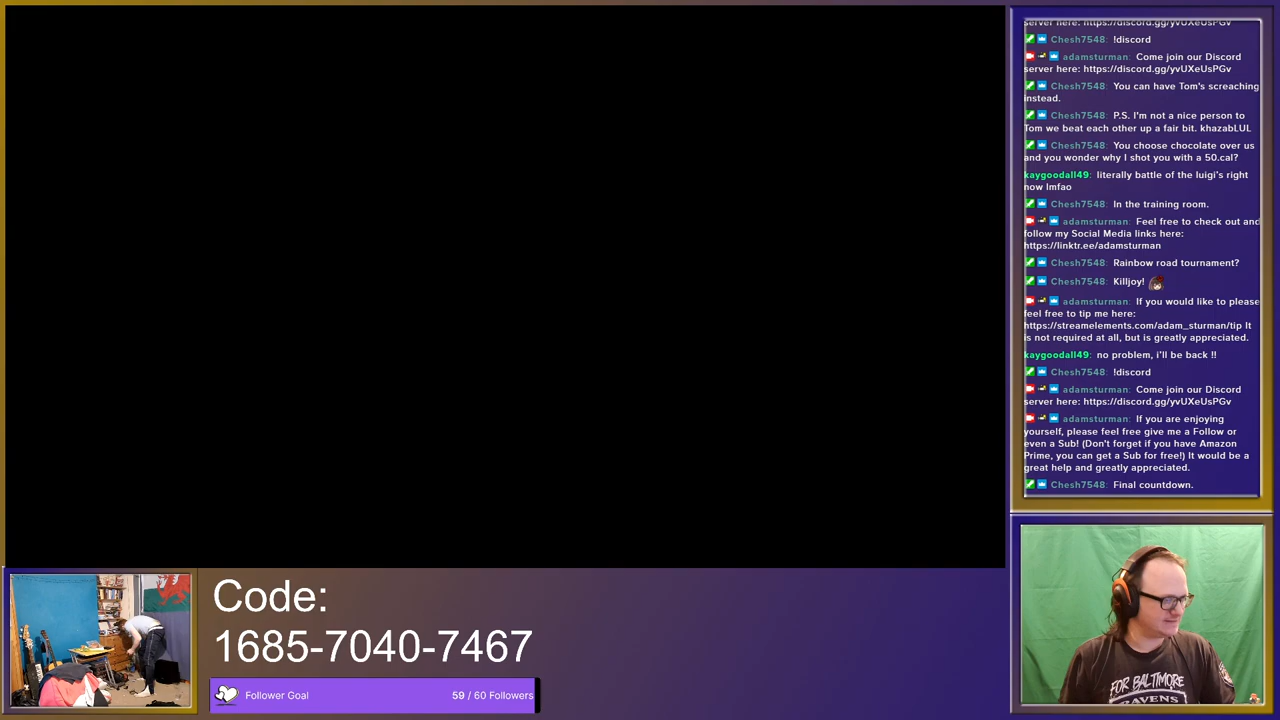 server here: https://discord.gg/yvUXeUsPGv
Chesh7548: !discord
adamsturman: Come join our Discord
server here: https://discord.gg/yvUXeUsPGv
Chesh7548: You can have Tom's screaching
instead.
Chesh7548: P.S. I'm not a nice person to
Tom we beat each other up a fair bit. khazabLUL
Chesh7548: You choose chocolate over us
and you wonder why I shot you with a 50.cal?
kaygoodall49: literally battle of the luigi's right
now lmfao
Chesh7548: In the training room.
adamsturman: Feel free to check out and
follow my Social Media links here:
https://linktr.ee/adamsturman
Chesh7548: Rainbow road tournament?
Chesh7548: Killjoy!
adamsturman: If you would like to please
feel free to tip me here:
https://streamelements.com/adam_sturman/tip It
is not required at all, but is greatly appreciated.
kaygoodall49: no problem, i'll be back !!
Chesh7548: !discord
adamsturman: Come join our Discord
server here: https://discord.gg/yvUXeUsPGv
adamsturman: If you are enjoying
yourself, please feel free give me a Follow or
even a Sub! (Don't forget if you have Amazon
Prime, you can get a Sub for free!) It would be a
great help and greatly appreciated.
Chesh7548: Final countdown.
Code:
1685-7040-7467
Follower Goal 59 / 60 Followers
FOR BALTIMORE
RAVENS